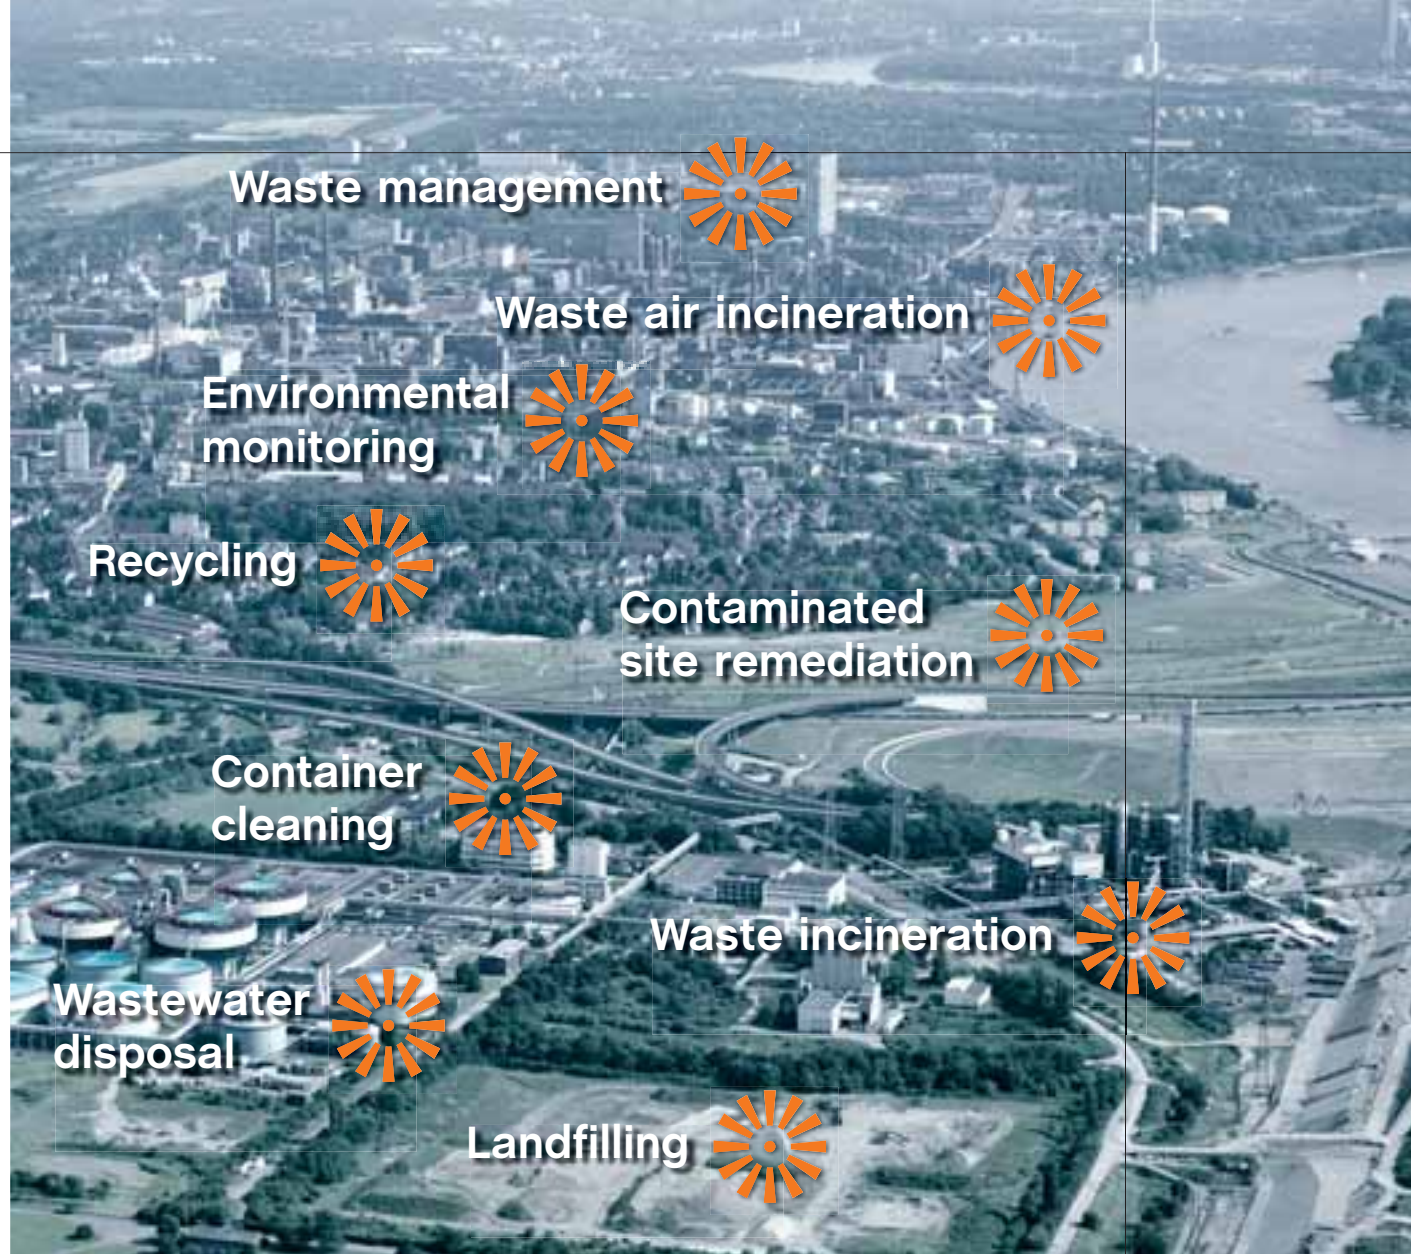 Waste management
Waste air incineration
Environmental
monitoring
Recycling
Contaminated
site remediation
Container
cleaning
Waste incineration
Wastewater
disposal
Landfilling